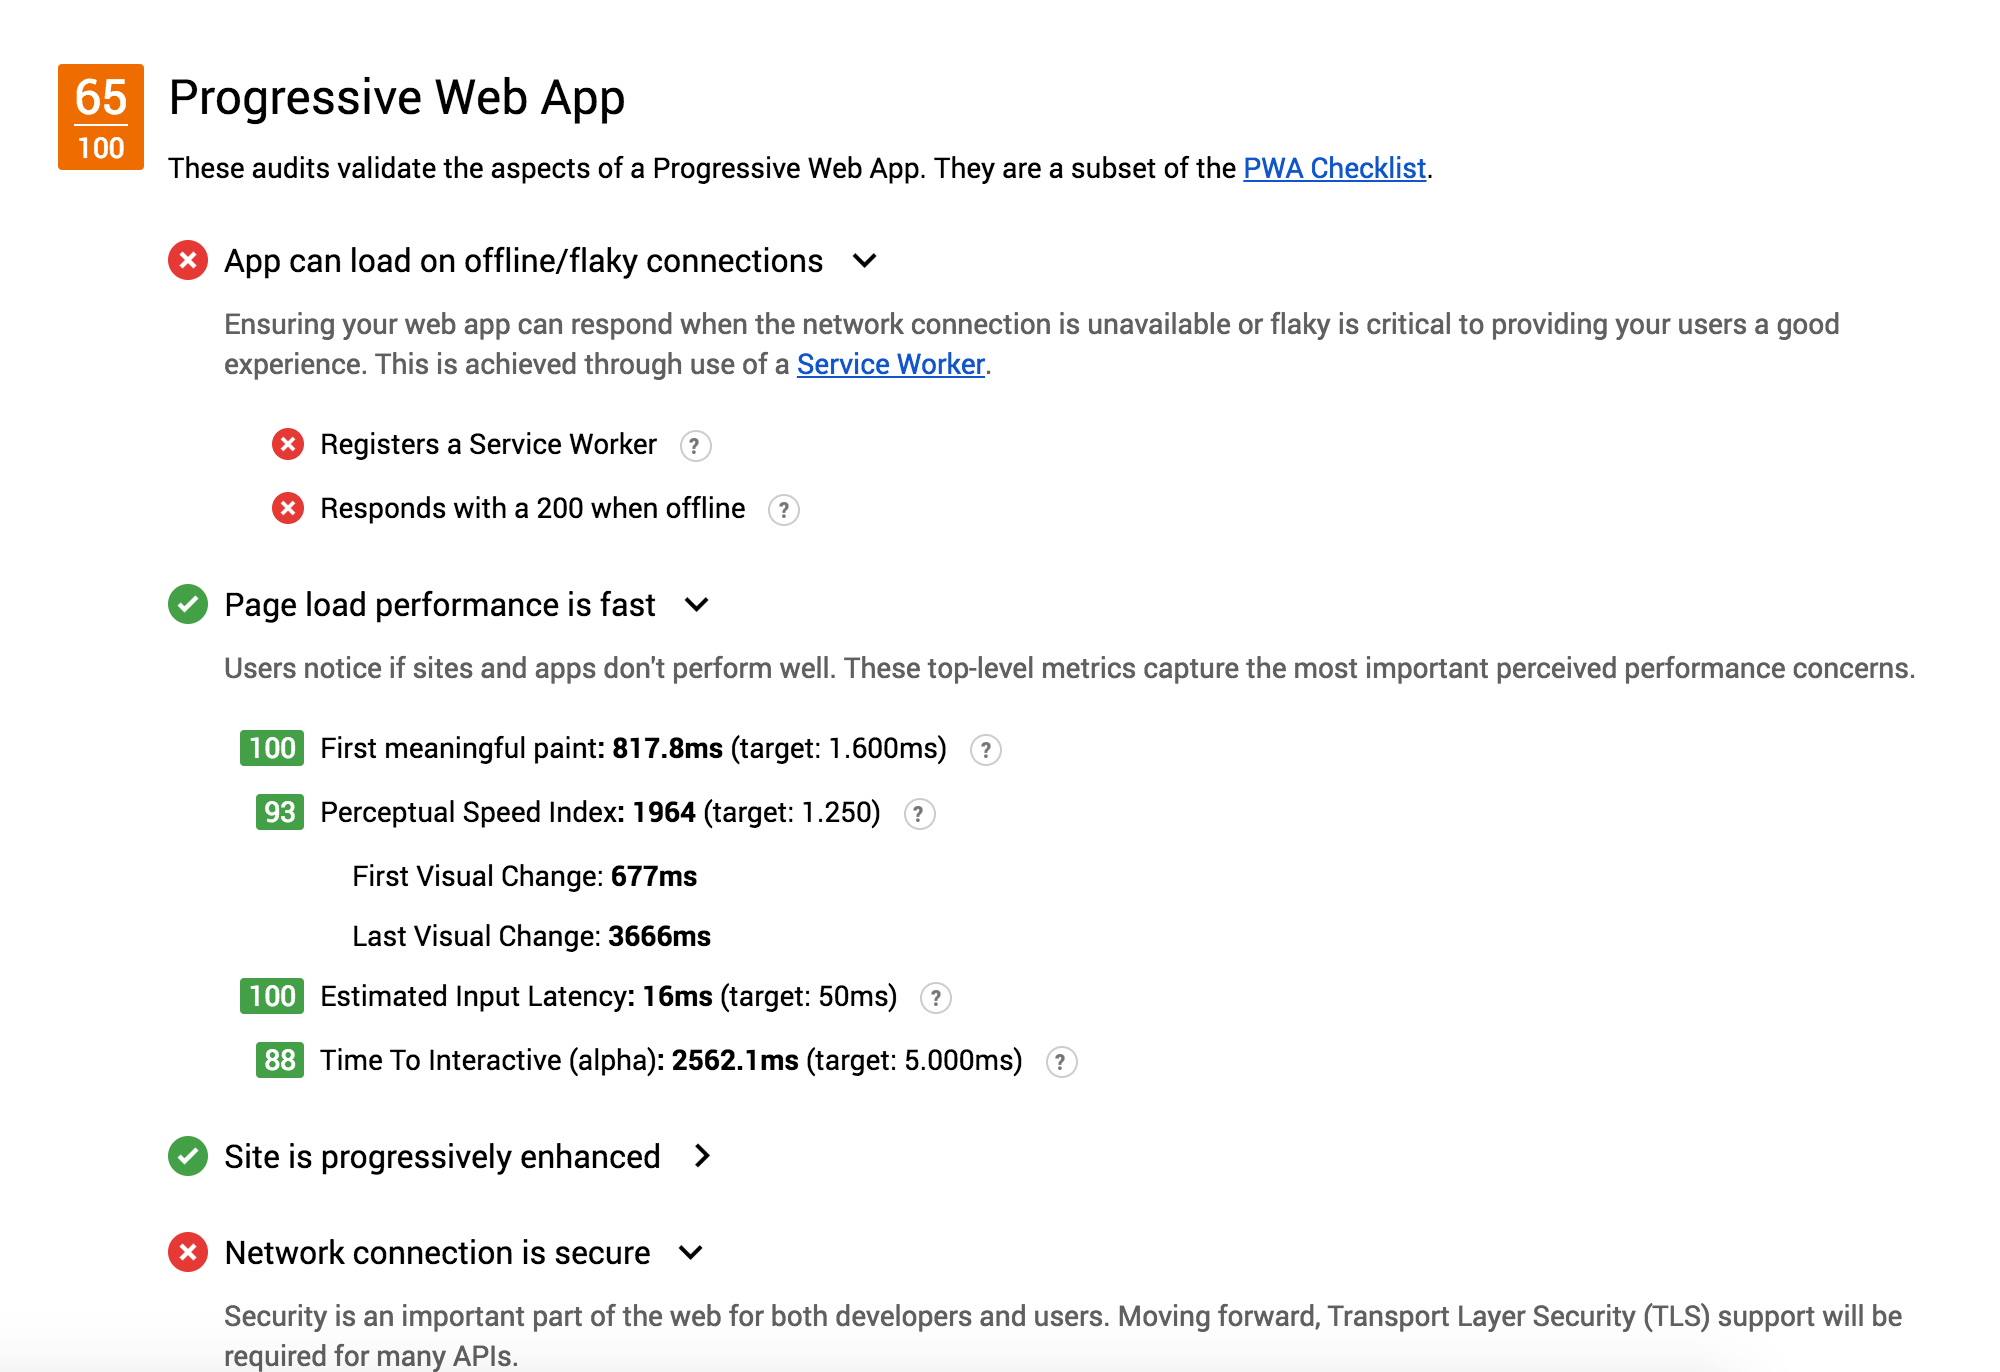 65
100
Progressive Web App
These audits validate the aspects of a Progressive Web App. They are a subset of the PWA Checklist.
App can load on offline/flaky connections
Ensuring your web app can respond when the network connection is unavailable or flaky is critical to providing your users a good
experience. This is achieved through use of a Service Worker.
Registers a Service Worker ?
Responds with a 200 when offline ?
Page load performance is fast
Users notice if sites and apps don't perform well. These top-level metrics capture the most important perceived performance concerns.
100 First meaningful paint: 817.8ms (target: 1.600ms) ?
93 Perceptual Speed Index: 1964 (target: 1.250) ?
First Visual Change: 677ms
Last Visual Change: 3666ms
100 Estimated Input Latency: 16ms (target: 50ms) ?
88 Time To Interactive (alpha): 2562.1ms (target: 5.000ms) ?
Site is progressively enhanced
Network connection is secure
Security is an important part of the web for both developers and users. Moving forward, Transport Layer Security (TLS) support will be
required for many APIs.